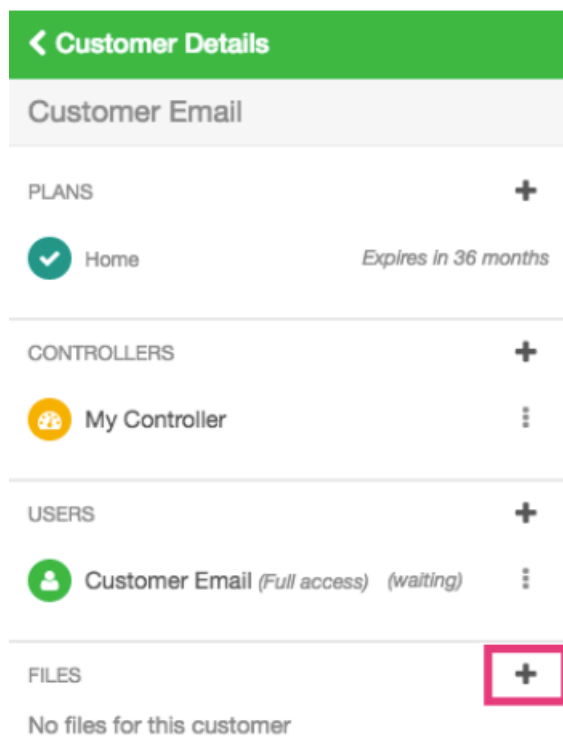 Customer Details
Customer Email
PLANS
Home Expires in 36 months
CONTROLLERS
My Controller
USERS
Customer Email (Full access) (waiting)
FILES
No files for this customer